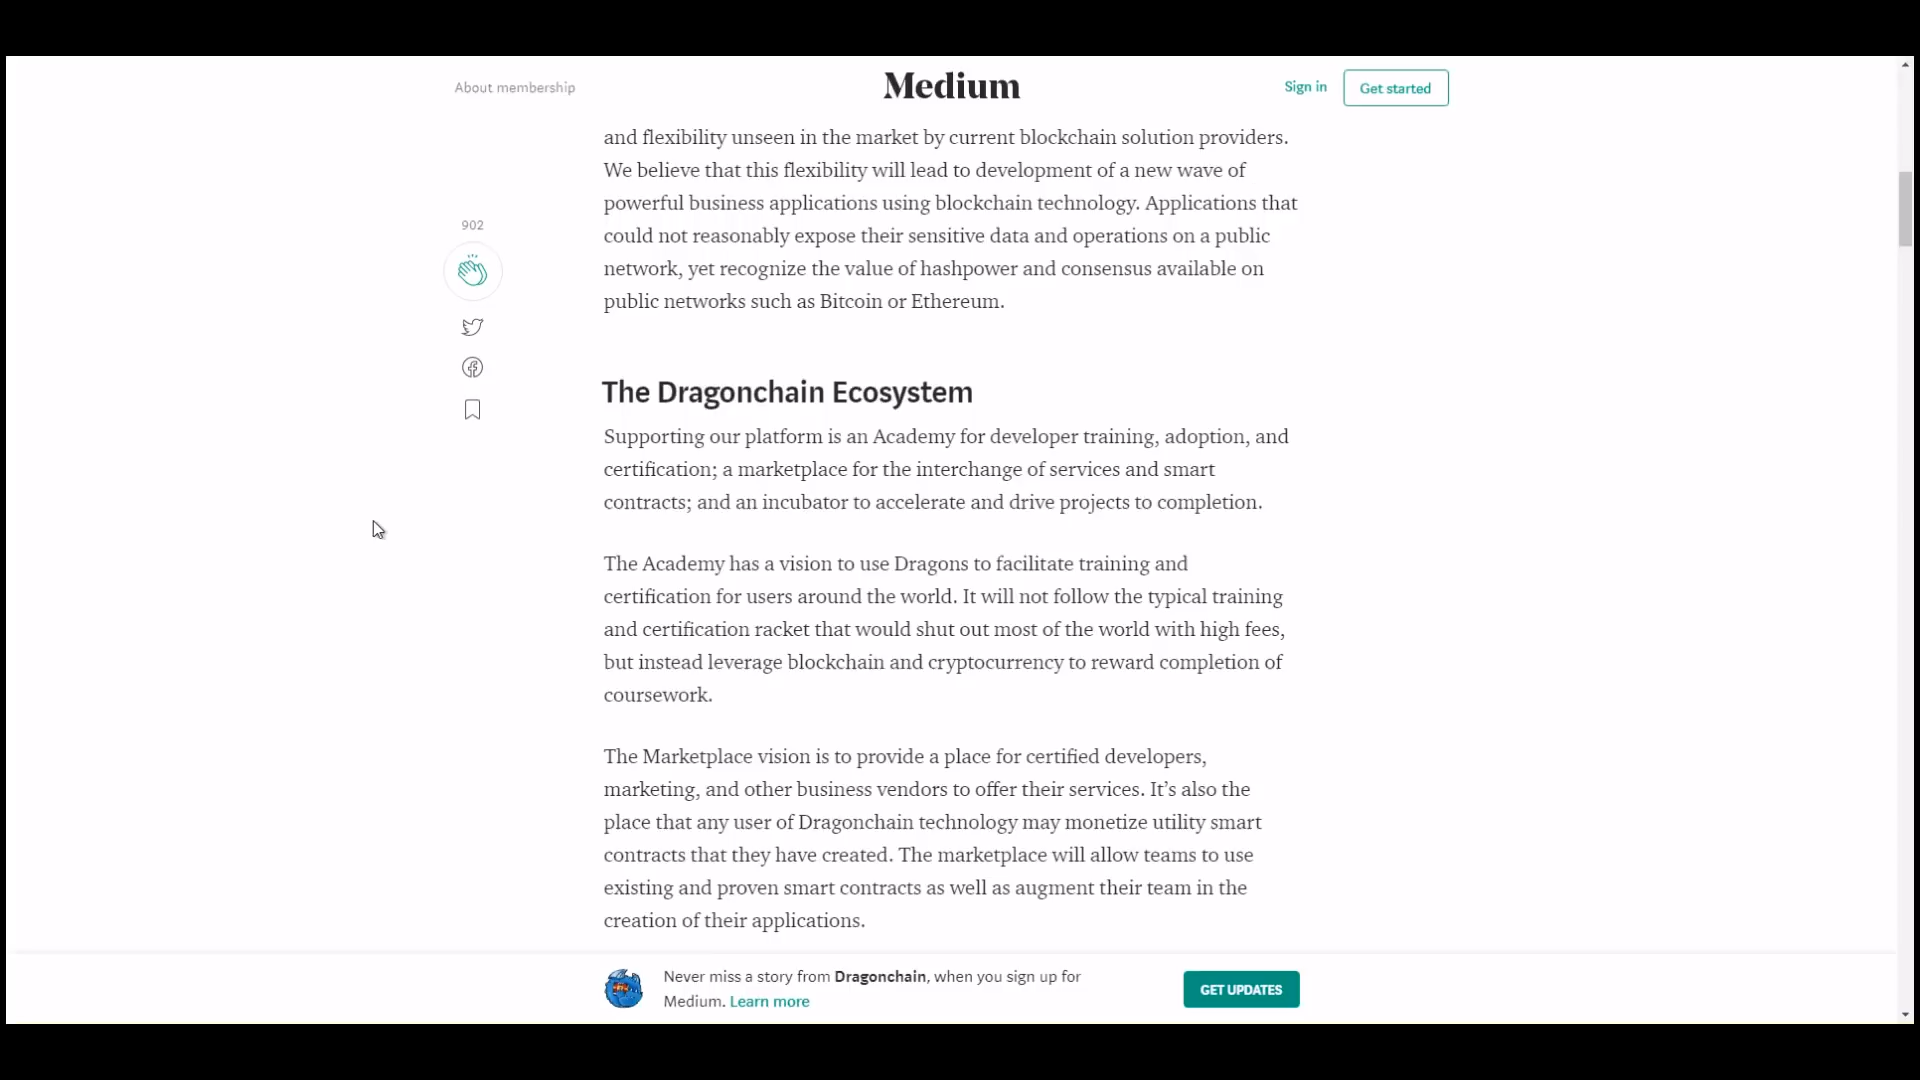 About membership
Medium
Sign in
Get started
and flexibility unseen in the market by current blockchain solution providers.
We believe that this flexibility will lead to development of a new wave of
powerful business applications using blockchain technology. Applications that
could not reasonably expose their sensitive data and operations on a public
network, yet recognize the value of hashpower and consensus available on
public networks such as Bitcoin or Ethereum.
902
The Dragonchain Ecosystem
Supporting our platform is an Academy for developer training, adoption, and
certification; a marketplace for the interchange of services and smart
contracts; and an incubator to accelerate and drive projects to completion.
The Academy has a vision to use Dragons to facilitate training and
certification for users around the world. It will not follow the typical training
and certification racket that would shut out most of the world with high fees,
but instead leverage blockchain and cryptocurrency to reward completion of
coursework.
The Marketplace vision is to provide a place for certified developers,
marketing, and other business vendors to offer their services. It’s also the
place that any user of Dragonchain technology may monetize utility smart
contracts that they have created. The marketplace will allow teams to use
existing and proven smart contracts as well as augment their team in the
creation of their applications.
Never miss a story from Dragonchain, when you sign up for
Medium. Learn more
GET UPDATES